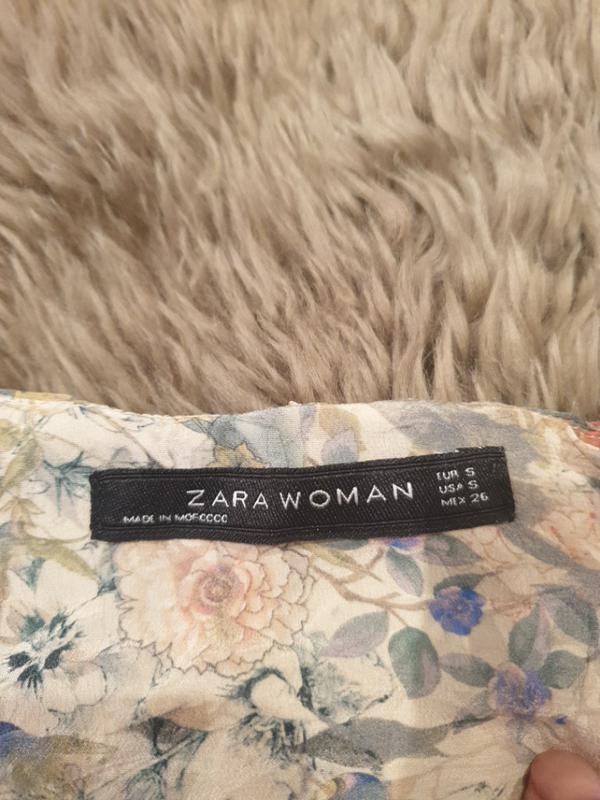 ZARA WOMAN
MADE IN MOROCCO
EUR S
USA S
MEX 26